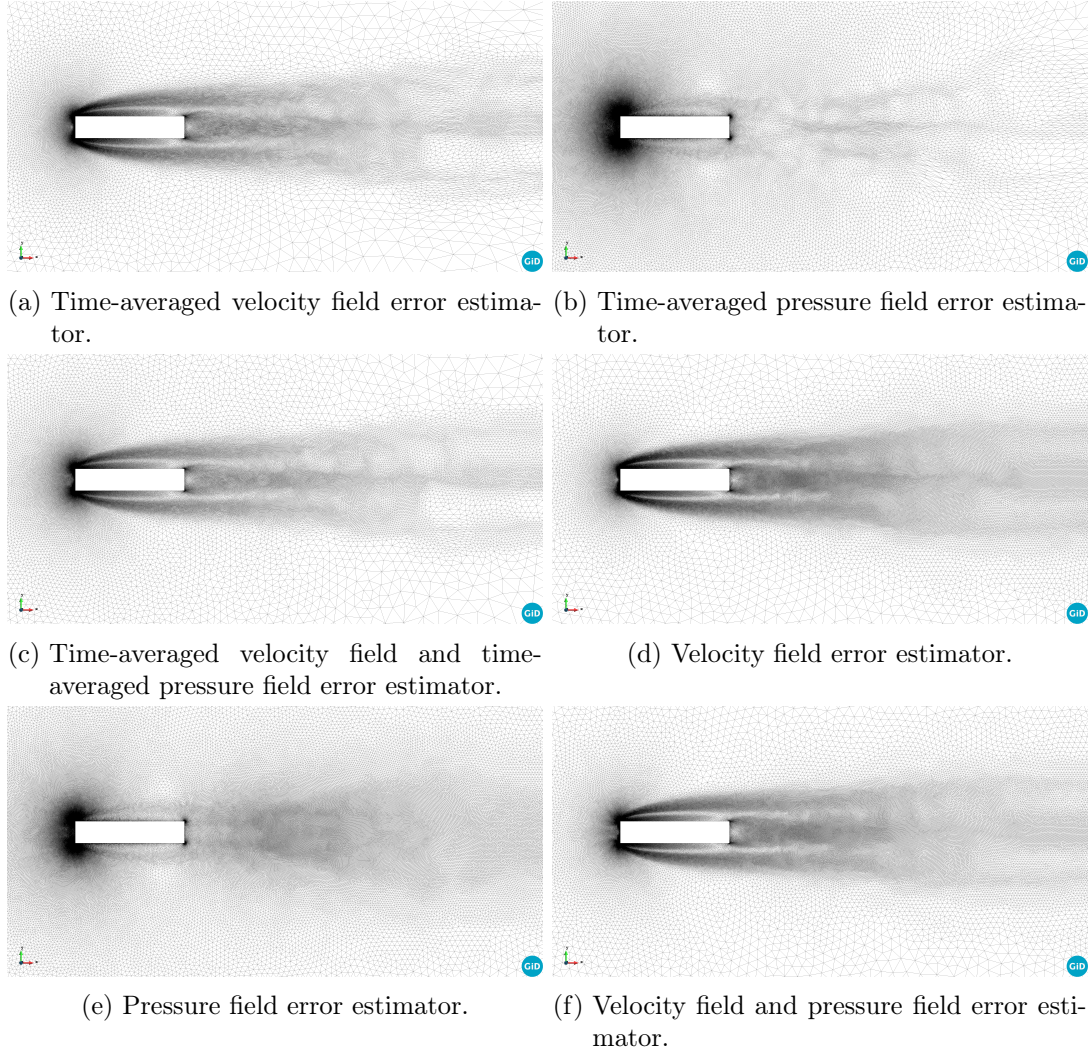 GiD
GiD
(a) Time-averaged velocity field error estima-
tor.
(b) Time-averaged pressure field error estima-
tor.
GiD
GiD
(c) Time-averaged velocity field and time-
averaged pressure field error estimator.
(d) Velocity field error estimator.
GiD
GiD
(e) Pressure field error estimator.
(f) Velocity field and pressure field error esti-
mator.